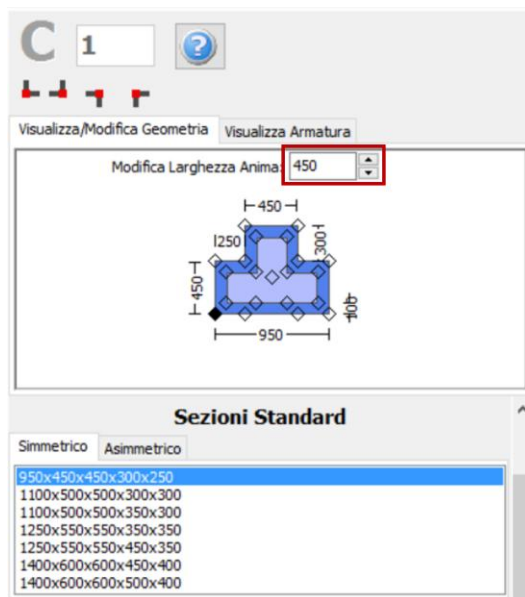 C 1 ?
Visualizza/Modifica Geometria Visualizza Armatura
Modifica Larghezza Anima: 450
450
250 300
450
100
950
Sezioni Standard
Simmetrico Asimmetrico
950x450x450x300x250
1100x500x500x300x300
1100x500x500x350x300
1250x550x550x350x350
1250x550x550x450x350
1400x600x600x450x400
1400x600x600x500x400